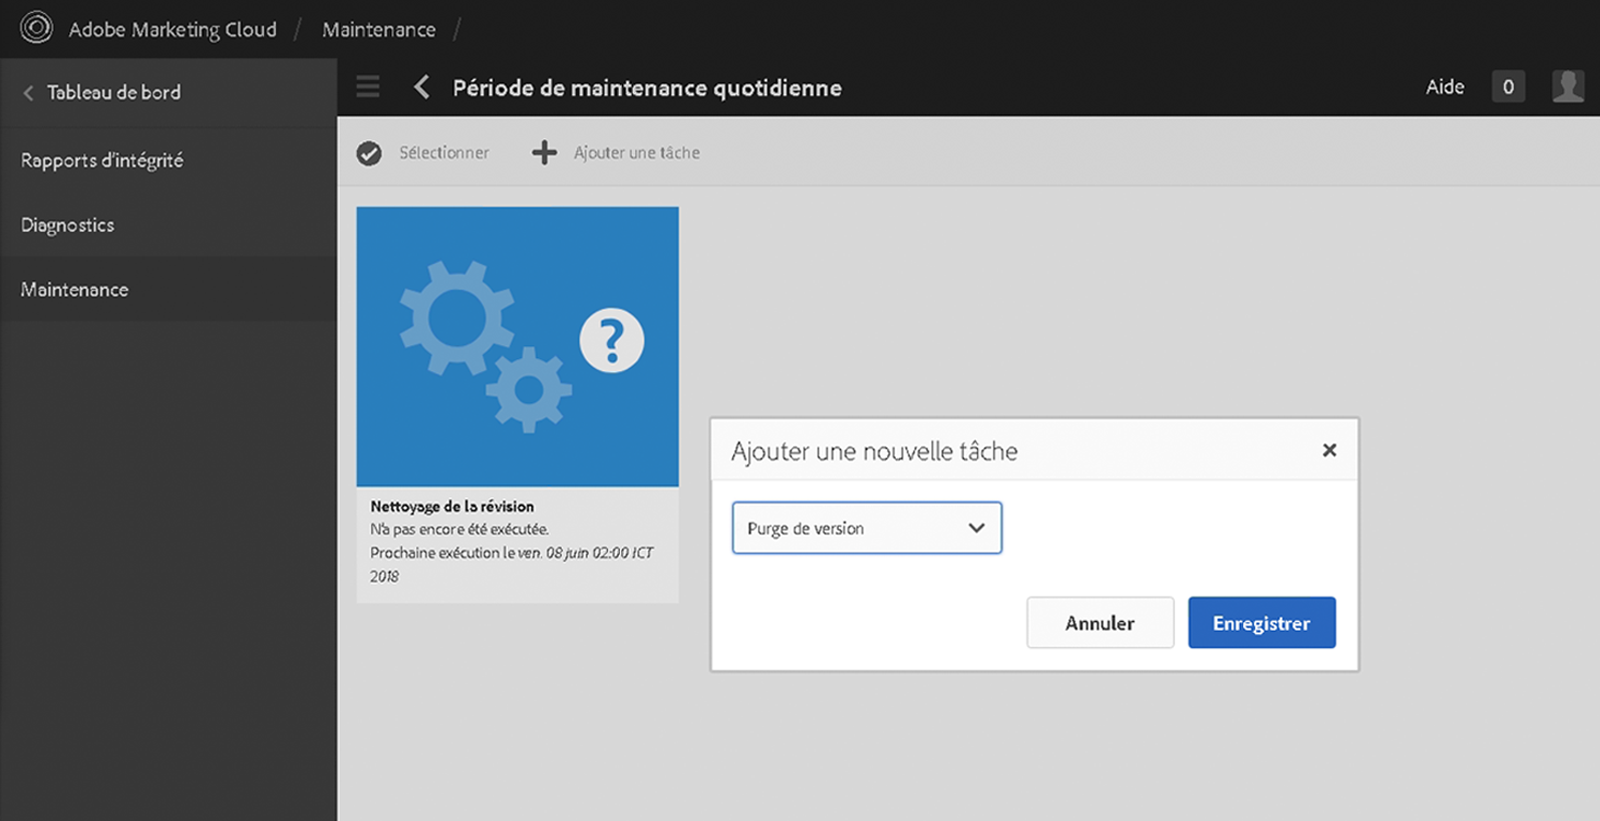 Adobe Marketing Cloud / Maintenance /
Tableau de bord
Période de maintenance quotidienne
Aide 0
Rapports d'intégrité
Diagnostics
Maintenance
Sélectionner
Ajouter une tâche
?
Nettoyage de la révision
N'a pas encore été exécutée.
Prochaine exécution le ven. 08 juin 02:00 ICT
2018
Ajouter une nouvelle tâche
Purge de version
Annuler
Enregistrer